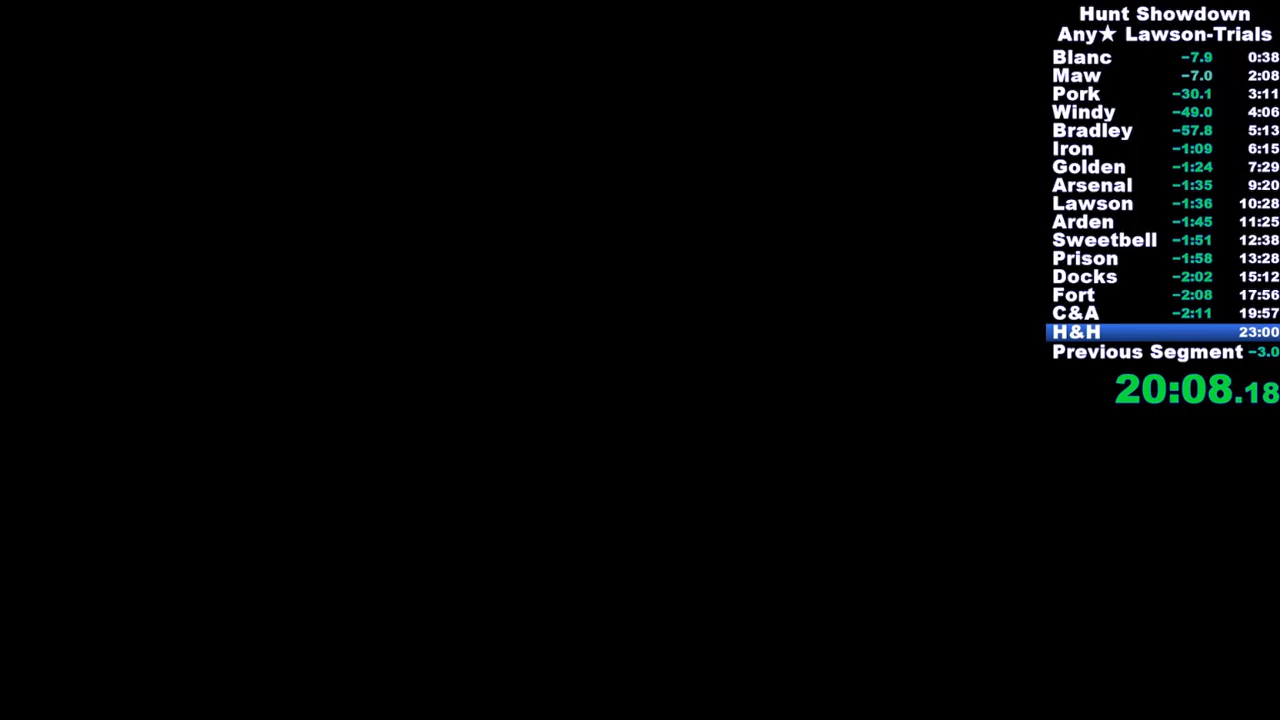 Hunt Showdown
Any★ Lawson-Trials
Blanc −7.9 0:38
Maw −7.0 2:08
Pork −30.1 3:11
Windy −49.0 4:06
Bradley −57.8 5:13
Iron −1:09 6:15
Golden −1:24 7:29
Arsenal −1:35 9:20
Lawson −1:36 10:28
Arden −1:45 11:25
Sweetbell −1:51 12:38
Prison −1:58 13:28
Docks −2:02 15:12
Fort −2:08 17:56
C&A −2:11 19:57
H&H 23:00
Previous Segment −3.0
20:08.18